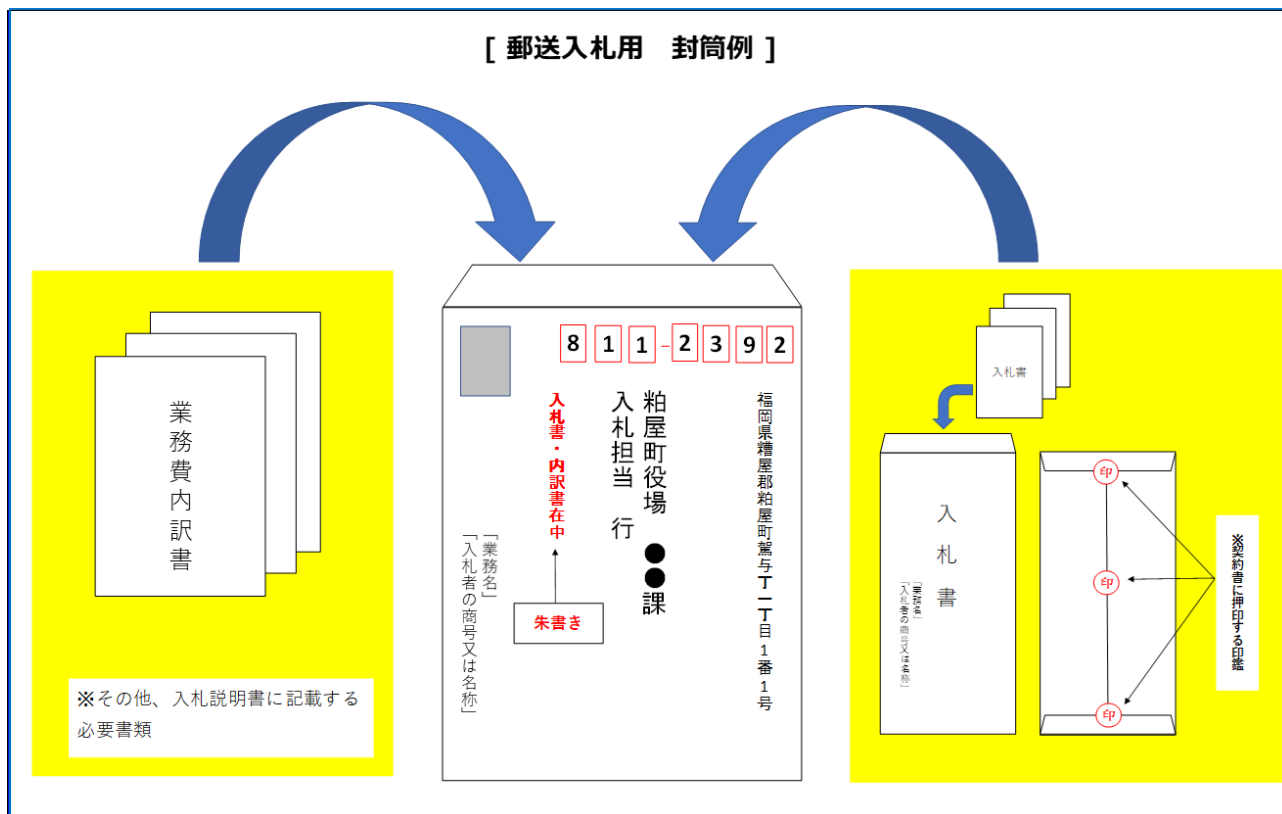 [ 郵送入札用　封筒例 ]
業務費内訳書
※その他、入札説明書に記載する
必要書類
811-2392
福岡県糟屋郡粕屋町駕与丁一丁目1番1号
粕屋町役場　●●課
入札担当　行
入札書・内訳書在中
朱書き
「業務名」
「入札者の商号又は名称」
入札書
入札書
「業務名」
「入札者の商号又は名称」
印
印
印
※契約書に押印する印鑑